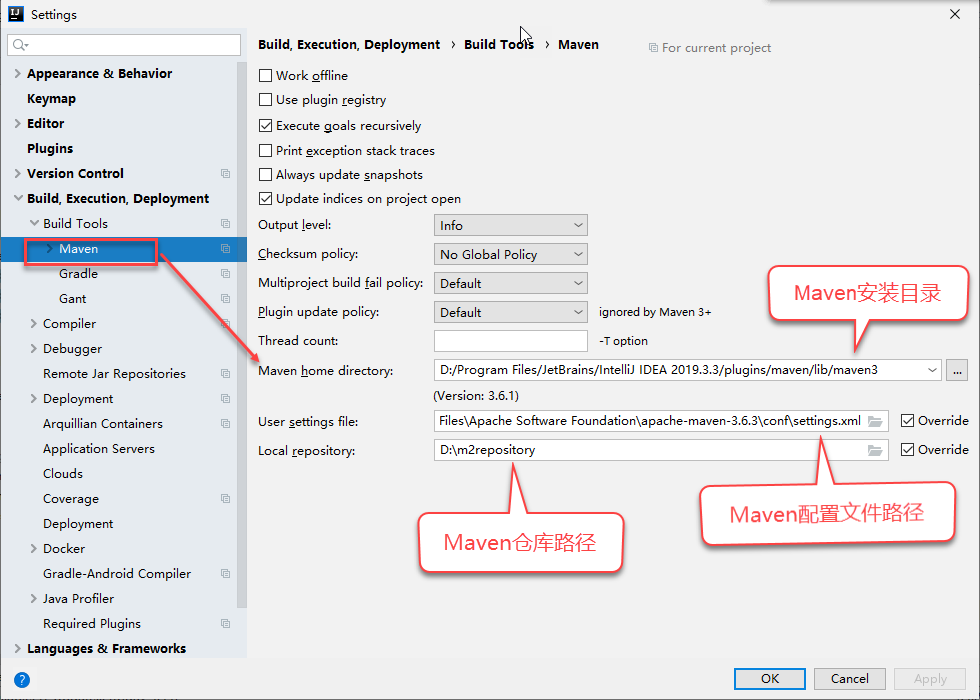 Settings
Build, Execution, Deployment › Build Tools › Maven
For current project
Appearance & Behavior
Keymap
Editor
Plugins
Version Control
Build, Execution, Deployment
Build Tools
Maven
Gradle
Gant
Compiler
Debugger
Remote Jar Repositories
Deployment
Arquillian Containers
Application Servers
Clouds
Coverage
Deployment
Docker
Gradle-Android Compiler
Java Profiler
Required Plugins
Languages & Frameworks
Work offline
Use plugin registry
Execute goals recursively
Print exception stack traces
Always update snapshots
Update indices on project open
Output level: Info
Checksum policy: No Global Policy
Multiproject build fail policy: Default
Plugin update policy: Default ignored by Maven 3+
Thread count: -T option
Maven安装目录
Maven home directory: D:/Program Files/JetBrains/IntelliJ IDEA 2019.3.3/plugins/maven/lib/maven3 ...
(Version: 3.6.1)
User settings file: Files\Apache Software Foundation\apache-maven-3.6.3\conf\settings.xml Override
Local repository: D:\m2repository Override
Maven配置文件路径
Maven仓库路径
? OK Cancel Apply